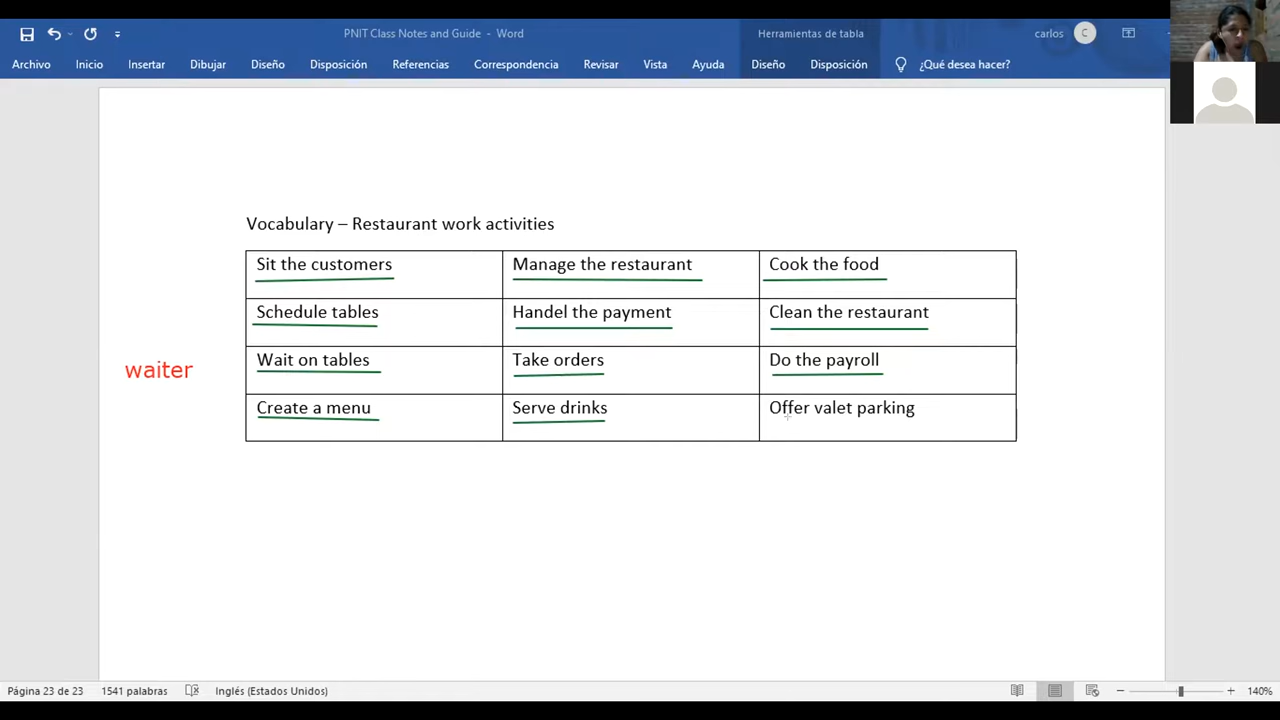 PNIT Class Notes and Guide - Word
Herramientas de tabla
carlos
C
Archivo Inicio Insertar Dibujar Diseño Disposición Referencias Correspondencia Revisar Vista Ayuda Diseño Disposición ¿Qué desea hacer?
Vocabulary – Restaurant work activities
Sit the customers Manage the restaurant Cook the food
Schedule tables Handel the payment Clean the restaurant
waiter Wait on tables Take orders Do the payroll
Create a menu Serve drinks Offer valet parking
Página 23 de 23 1541 palabras Inglés (Estados Unidos) 140%